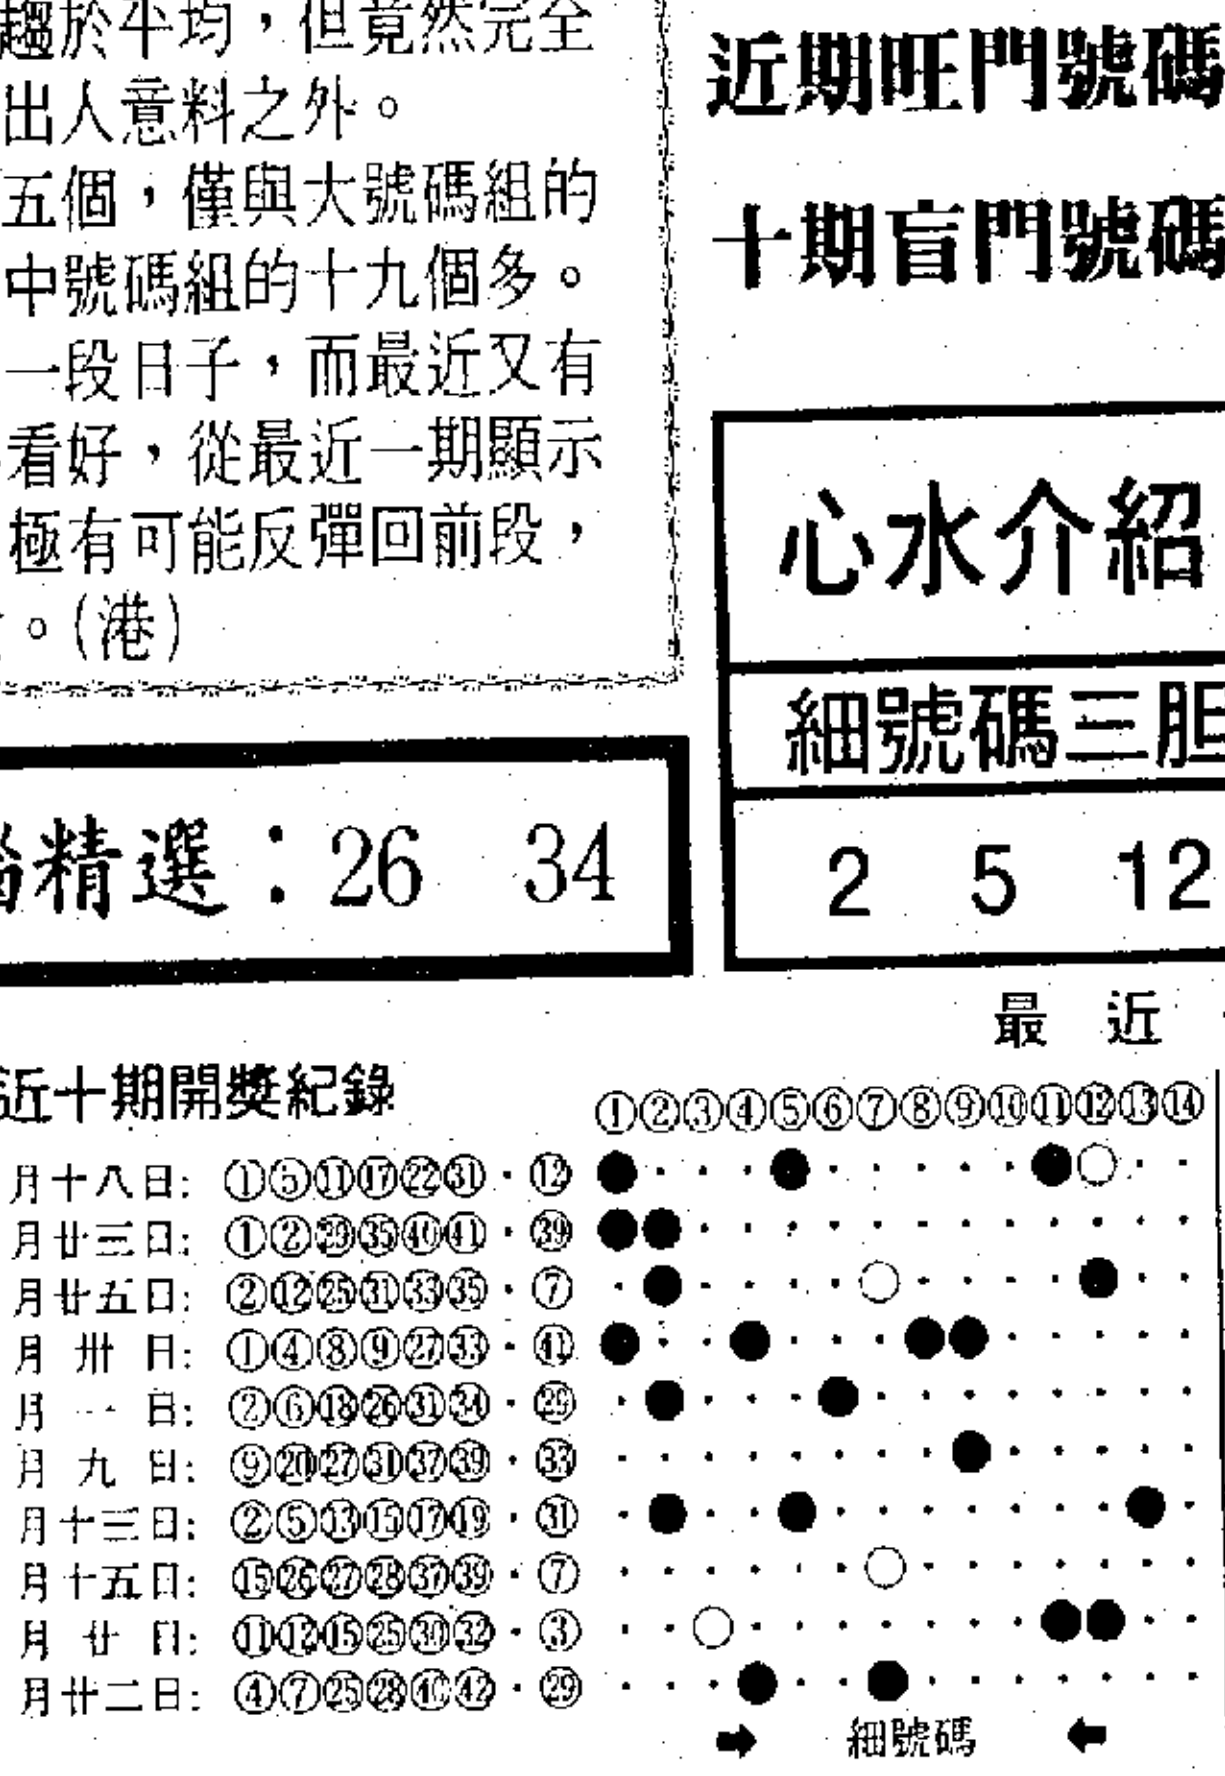 趨於平均，但竟然完全
出人意料之外。
五個，僅與大號碼組的
中號碼組的十九個多。
一段日子，而最近又有
看好，從最近一期顯示
極有可能反彈回前段，
。(港)
精選：26 34
近期旺門號碼
十期盲門號碼
心水介紹
細號碼三胆
2 5 12
最近
近十期開獎紀錄
①②③④⑤⑥⑦⑧⑨⑩⑪⑫⑬⑭
月十八日: ①⑤⑪⑰㉒㉛·⑫
月廿三日: ①②㊴㉟㊵㊶·㊴
月廿五日: ②⑫㉕㉛㉝㉟·⑦
月卅日: ①④⑧⑨㉗㉝·㊶
月一日: ②⑥⑱㉖㉛㉞·㉙
月九日: ⑨⑳㉗㉛㊲㊴·㉝
月十三日: ②⑤⑬⑮⑰⑲·㉛
月十五日: ⑮㉖㉗㉘㊲㊴·⑦
月廿日: ⑪⑫⑮㉕㉚㉜·③
月廿二日: ④⑦㉕㉘㊵㊷·㉙
細號碼